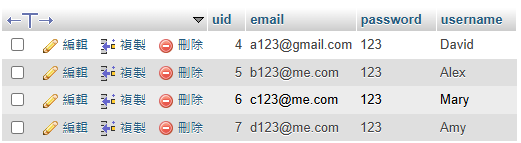 uid email password username
編輯 複製 刪除 4 a123@gmail.com 123 David
編輯 複製 刪除 5 b123@me.com 123 Alex
編輯 複製 刪除 6 c123@me.com 123 Mary
編輯 複製 刪除 7 d123@me.com 123 Amy